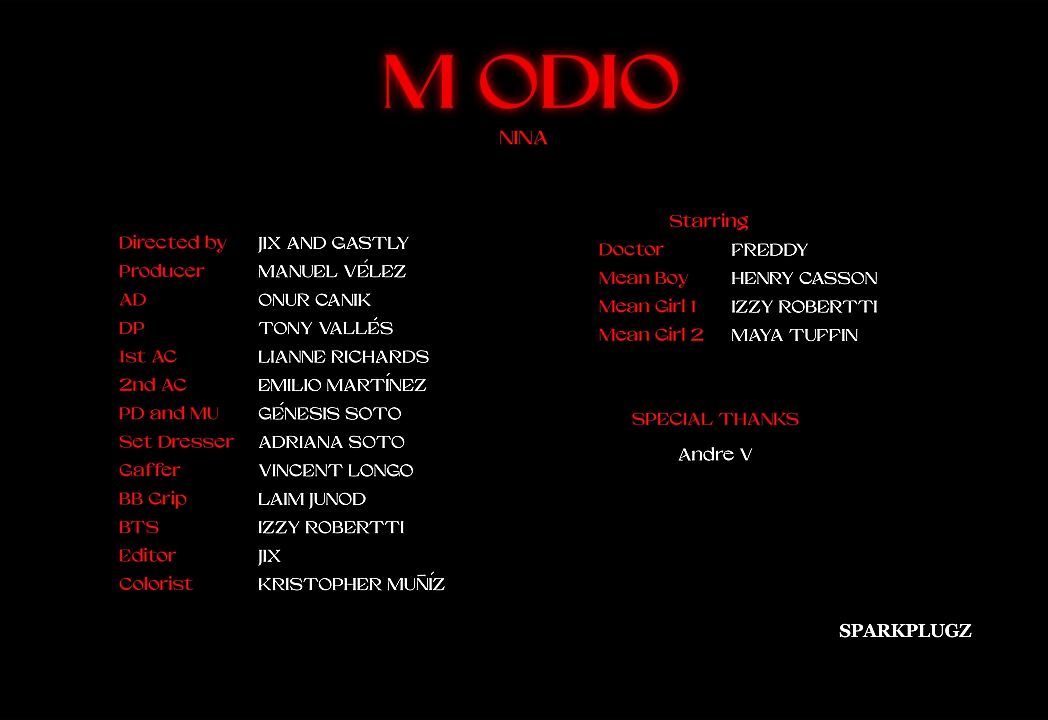 M ODIO
NINA
Directed by JIX AND GASTLY
Producer MANUEL VÉLEZ
AD ONUR CANIK
DP TONY VALLÉS
1st AC LIANNE RICHARDS
2nd AC EMILIO MARTÍNEZ
PD and MU GÉNESIS SOTO
Set Dresser ADRIANA SOTO
Gaffer VINCENT LONGO
BB Grip LAIM JUNOD
BTS IZZY ROBERTTI
Editor JIX
Colorist KRISTOPHER MUÑÍZ
Starring
Doctor FREDDY
Mean Boy HENRY CASSON
Mean Girl 1 IZZY ROBERTTI
Mean Girl 2 MAYA TUFFIN
SPECIAL THANKS
Andre V
SPARKPLUGZ